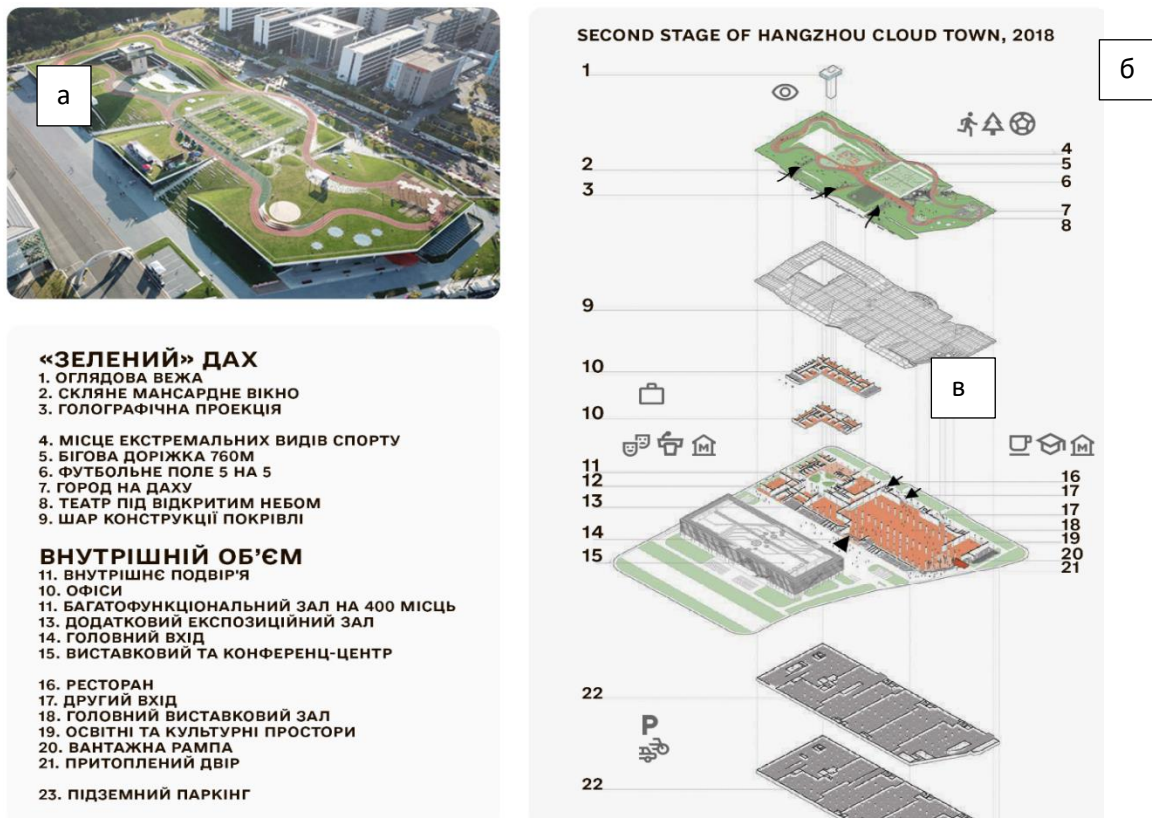 а
«ЗЕЛЕНИЙ» ДАХ
1. ОГЛЯДОВА ВЕЖА
2. СКЛЯНЕ МАНСАРДНЕ ВІКНО
3. ГОЛОГРАФІЧНА ПРОЕКЦІЯ
4. МІСЦЕ ЕКСТРЕМАЛЬНИХ ВИДІВ СПОРТУ
5. БІГОВА ДОРІЖКА 760М
6. ФУТБОЛЬНЕ ПОЛЕ 5 НА 5
7. ГОРОД НА ДАХУ
8. ТЕАТР ПІД ВІДКРИТИМ НЕБОМ
9. ШАР КОНСТРУКЦІЇ ПОКРІВЛІ
ВНУТРІШНІЙ ОБ’ЄМ
11. ВНУТРІШНЄ ПОДВІР'Я
10. ОФІСИ
11. БАГАТОФУНКЦІОНАЛЬНИЙ ЗАЛ НА 400 МІСЦЬ
13. ДОДАТКОВИЙ ЕКСПОЗИЦІЙНИЙ ЗАЛ
14. ГОЛОВНИЙ ВХІД
15. ВИСТАВКОВИЙ ТА КОНФЕРЕНЦ-ЦЕНТР
16. РЕСТОРАН
17. ДРУГИЙ ВХІД
18. ГОЛОВНИЙ ВИСТАВКОВИЙ ЗАЛ
19. ОСВІТНІ ТА КУЛЬТУРНІ ПРОСТОРИ
20. ВАНТАЖНА РАМПА
21. ПРИТОПЛЕНИЙ ДВІР
23. ПІДЗЕМНИЙ ПАРКІНГ
SECOND STAGE OF HANGZHOU CLOUD TOWN, 2018
б
1
4
5
2
6
3
7
8
9
10
в
10
M
M
11
16
12
17
13
17
18
14
19
15
20
21
22
P
22